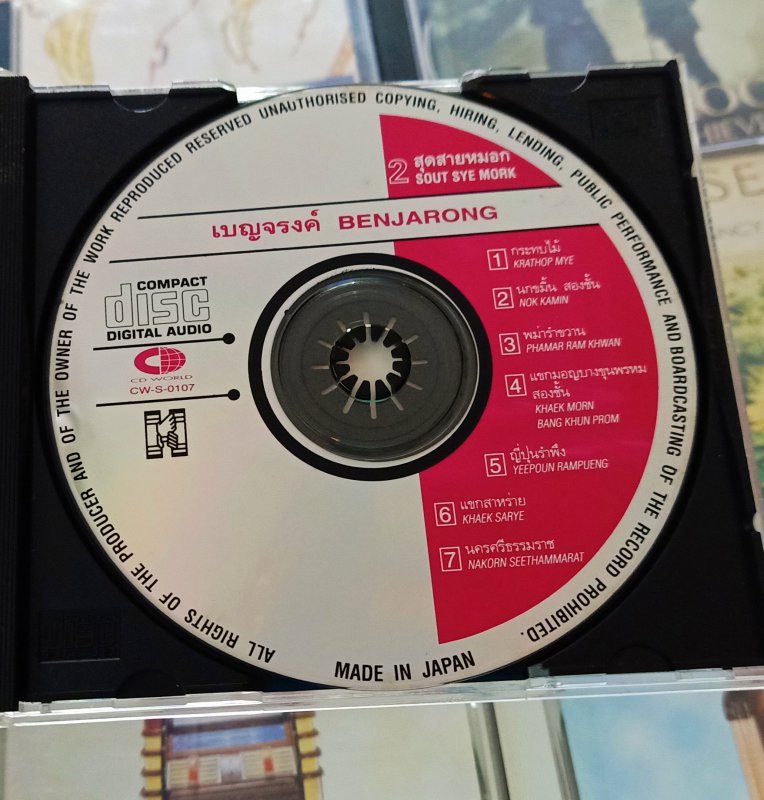 ALL RIGHTS OF THE PRODUCER AND OF THE OWNER OF THE WORK REPRODUCED RESERVED UNAUTHORISED COPYING, HIRING, LENDING, PUBLIC PERFORMANCE AND BOARDCASTING OF THE RECORD PROHIBITED.
2 สุดสายหมอก
SOUT SYE MORK
เบญจรงค์ BENJARONG
COMPACT
disc
DIGITAL AUDIO
CD WORLD
CW-S-0107
1 กระทบไม้
KRATHOP MYE
2 นกขมิ้น สองชั้น
NOK KAMIN
3 พม่ารำขวาน
PHAMAR RAM KHWAN
4 แขกมอญบางขุนพรหม
สองชั้น
KHAEK MORN
BANG KHUN PROM
5 ญี่ปุ่นรำพึง
YEEPOUN RAMPUENG
6 แขกสาหร่าย
KHAEK SARYE
7 นครศรีธรรมราช
NAKORN SEETHAMMARAT
MADE IN JAPAN